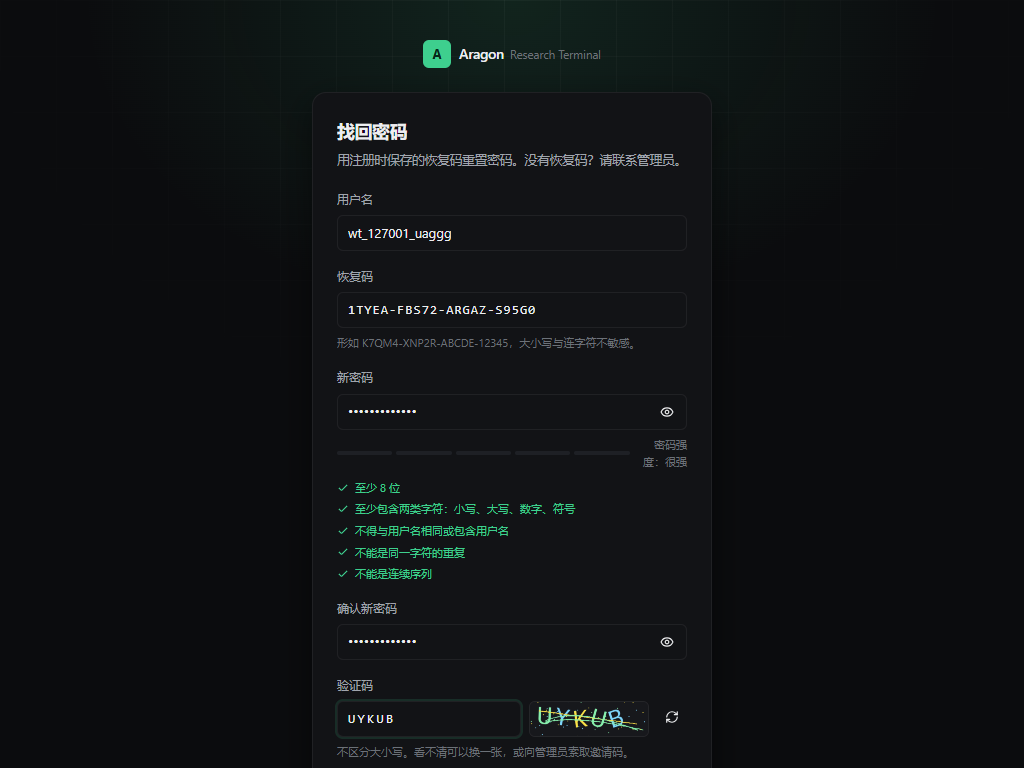 A Aragon Research Terminal
找回密码
用注册时保存的恢复码重置密码。没有恢复码？请联系管理员。
用户名
wt_127001_uaggg
恢复码
1TYEA-FBS72-ARGAZ-S95G0
形如 K7QM4-XNP2R-ABCDE-12345，大小写与连字符不敏感。
新密码
•••••••••••••
密码强
度：很强
至少 8 位
至少包含两类字符：小写、大写、数字、符号
不得与用户名相同或包含用户名
不能是同一字符的重复
不能是连续序列
确认新密码
•••••••••••••
验证码
UYKUB UYKUB
不区分大小写。看不清可以换一张，或向管理员索取邀请码。